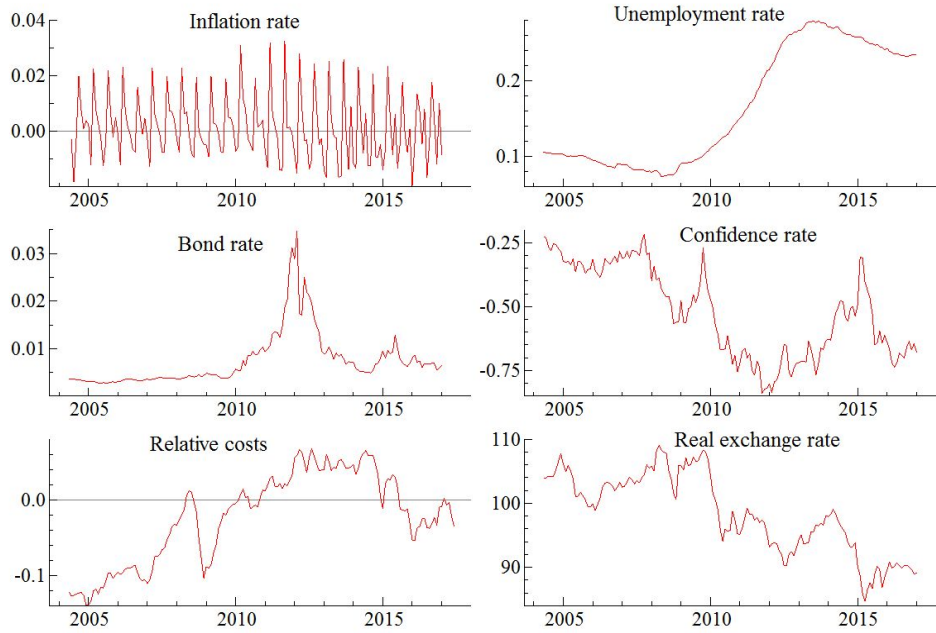 Inflation rate
0.04
0.02
0.00
2005 2010 2015
Unemployment rate
0.2
0.1
2005 2010 2015
Bond rate
0.03
0.02
0.01
2005 2010 2015
Confidence rate
-0.25
-0.50
-0.75
2005 2010 2015
Relative costs
0.0
-0.1
2005 2010 2015
Real exchange rate
110
100
90
2005 2010 2015